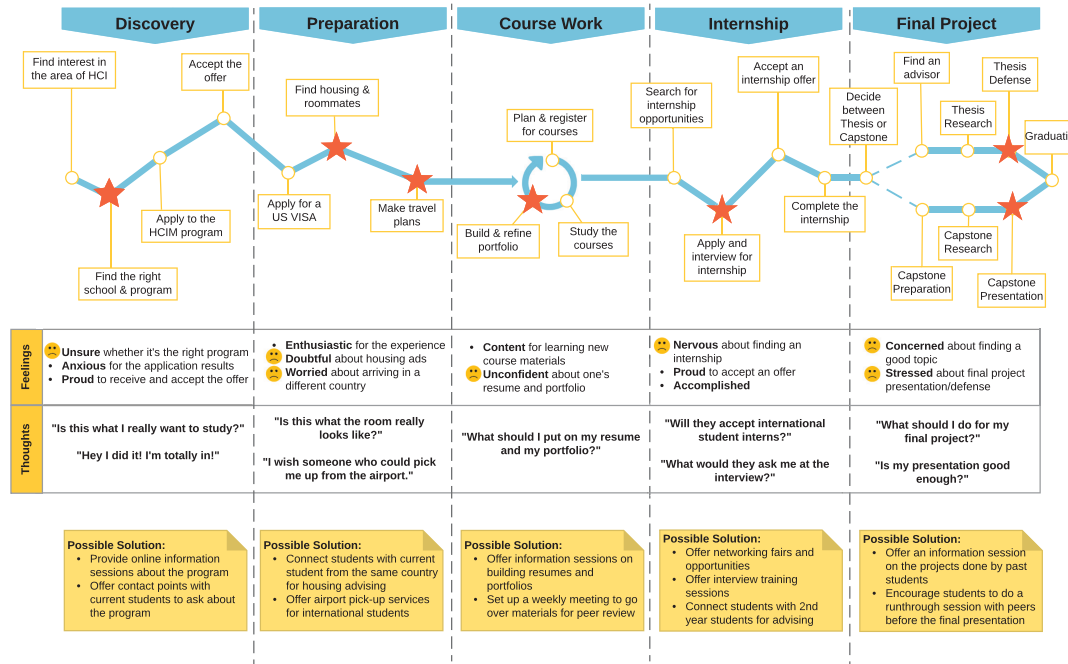 Discovery
Preparation
Course Work
Internship
Final Project
Find interest in
the area of HCI
Accept the
offer
Apply to the
HCIM program
Find the right
school & program
Find housing &
roommates
Apply for a
US VISA
Make travel
plans
Plan & register
for courses
Build & refine
portfolio
Study the
courses
Search for
internship
opportunities
Accept an
internship offer
Apply and
interview for
internship
Complete the
internship
Decide
between
Thesis or
Capstone
Find an
advisor
Thesis
Research
Thesis
Defense
Graduati
Capstone
Preparation
Capstone
Research
Capstone
Presentation
Feelings
Unsure whether it's the right program
• Anxious for the application results
• Proud to receive and accept the offer
• Enthusiastic for the experience
Doubtful about housing ads
Worried about arriving in a
different country
• Content for learning new
course materials
Unconfident about one's
resume and portfolio
Nervous about finding an
internship
• Proud to accept an offer
• Accomplished
Concerned about finding a
good topic
Stressed about final project
presentation/defense
Thoughts
"Is this what I really want to study?"
"Hey I did it! I'm totally in!"
"Is this what the room really
looks like?"
"I wish someone who could pick
me up from the airport."
"What should I put on my resume
and my portfolio?"
"Will they accept international
student interns?"
"What would they ask me at the
interview?"
"What should I do for my
final project?"
"Is my presentation good
enough?"
Possible Solution:
• Provide online information
sessions about the program
• Offer contact points with
current students to ask about
the program
Possible Solution:
• Connect students with current
student from the same country
for housing advising
• Offer airport pick-up services
for international students
Possible Solution:
• Offer information sessions on
building resumes and
portfolios
• Set up a weekly meeting to go
over materials for peer review
Possible Solution:
• Offer networking fairs and
opportunities
• Offer interview training
sessions
• Connect students with 2nd
year students for advising
Possible Solution:
• Offer an information session
on the projects done by past
students
• Encourage students to do a
runthrough session with peers
before the final presentation